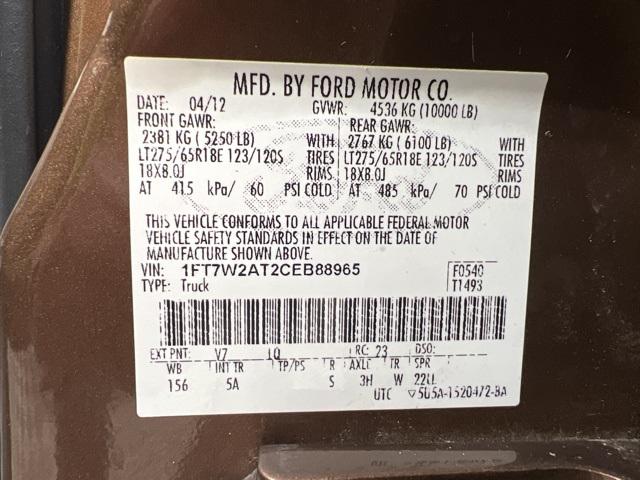 MFD. BY FORD MOTOR CO.
DATE: 04/12 GVWR: 4536 KG (10000 LB)
FRONT GAWR: REAR GAWR:
2381 KG ( 5250 LB) WITH 2767 KG ( 6100 LB) WITH
LT275/65R18E 123/120S TIRES LT275/65R18E 123/120S TIRES
18X8.0J RIMS 18X8.0J RIMS
AT 415 kPa/ 60 PSI COLD AT 485 kPa/ 70 PSI COLD
THIS VEHICLE CONFORMS TO ALL APPLICABLE FEDERAL MOTOR
VEHICLE SAFETY STANDARDS IN EFFECT ON THE DATE OF
MANUFACTURE SHOWN ABOVE.
VIN: 1FT7W2AT2CEB88965 F0540
TYPE: Truck T1493
EXT PNT: V7 LQ RC: 23 DSO:
WB INT TR TP/PS R AXLE TR SPR
156 5A S 3H W 22LL
UTC ▽5U5A-1520472-BA